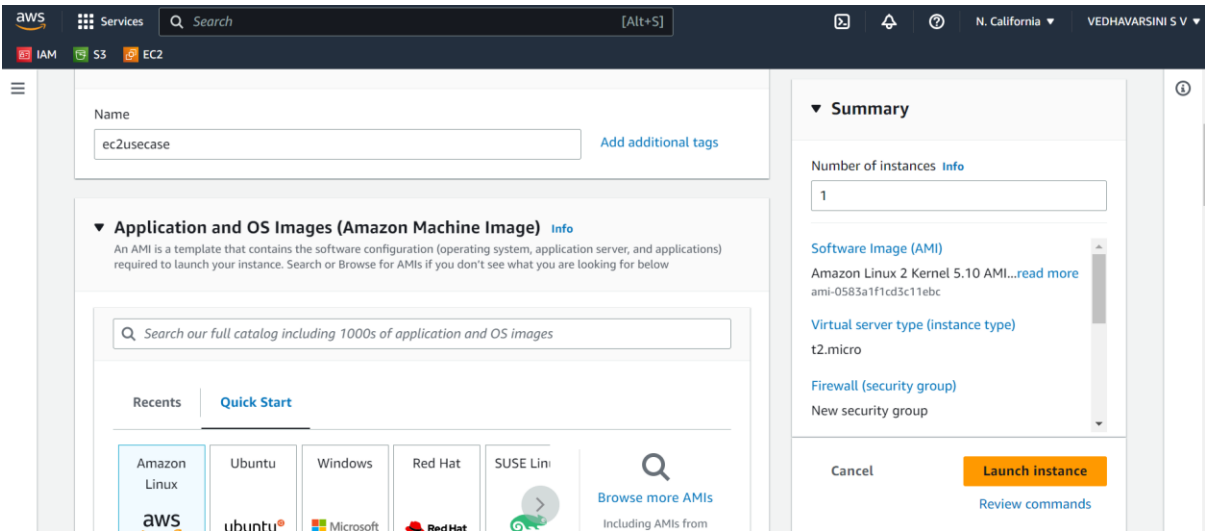 aws Services Search [Alt+S] N. California VEDHAVARSINI S V
IAM S3 EC2
Name
ec2usecase
Add additional tags
Application and OS Images (Amazon Machine Image) Info
An AMI is a template that contains the software configuration (operating system, application server, and applications)
required to launch your instance. Search or Browse for AMIs if you don't see what you are looking for below
Search our full catalog including 1000s of application and OS images
Recents Quick Start
Amazon
Linux
aws
Ubuntu
ubuntu
Windows
Microsoft
Red Hat
Red Hat
SUSE
Browse more AMIs
Including AMIs from
Summary
Number of instances Info
1
Software Image (AMI)
Amazon Linux 2 Kernel 5.10 AMI...read more
ami-0583a1f1cd3c11ebc
Virtual server type (instance type)
t2.micro
Firewall (security group)
New security group
Cancel
Launch instance
Review commands